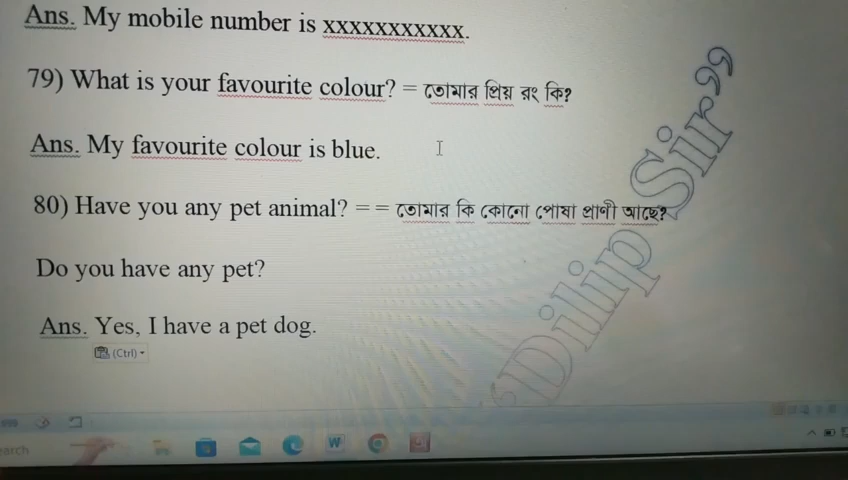 Ans. My mobile number is xxxxxxxxxxx.
79) What is your favourite colour? = তোমার প্রিয় রং কি?
Ans. My favourite colour is blue.
80) Have you any pet animal? = = তোমার কি কোনো পোষা প্রাণী আছে?
Do you have any pet?
Ans. Yes, I have a pet dog.
(Ctrl)
“Dilip Sir”
earch